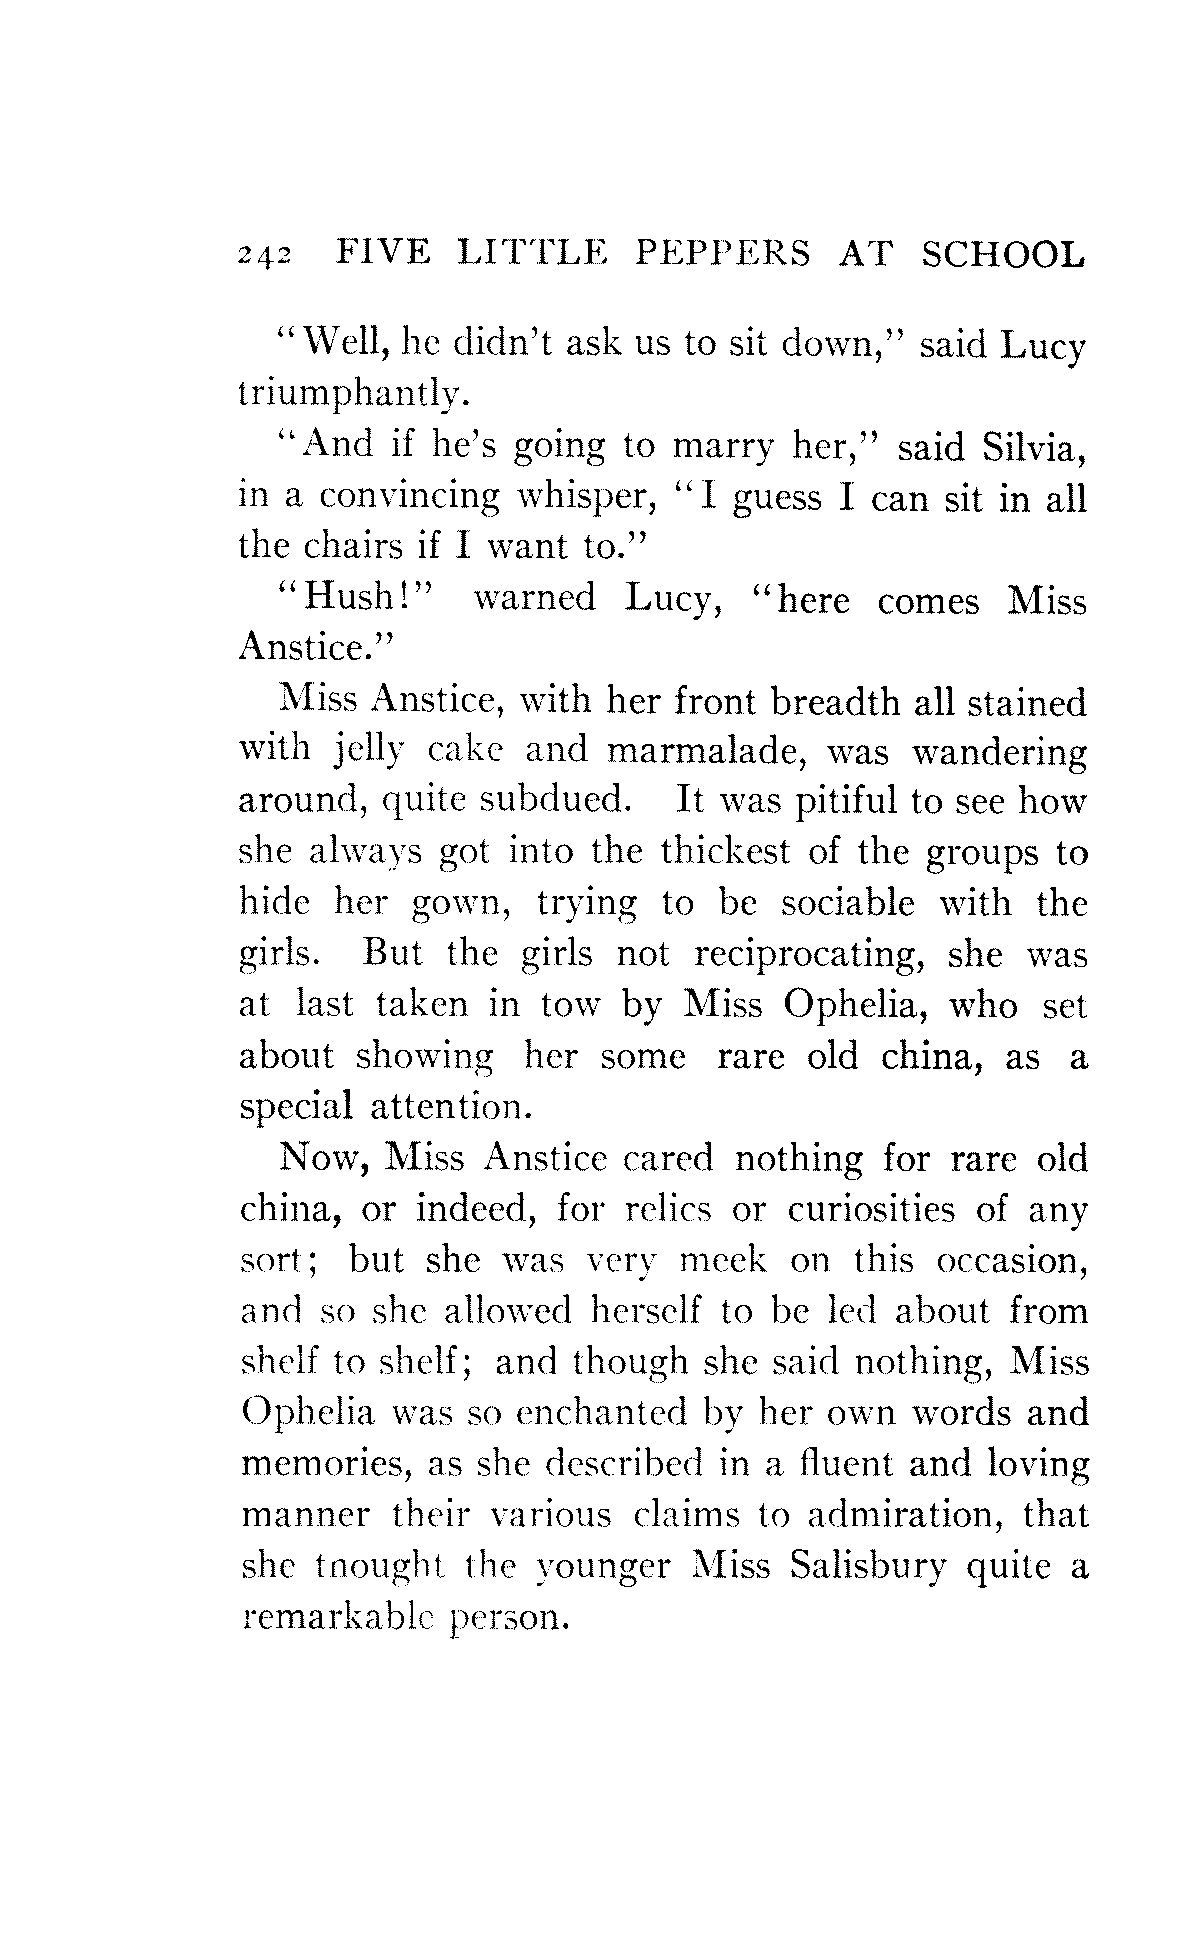 242 FIVE LITTLE PEPPERS AT SCHOOL
"Well, he didn't ask us to sit down," said Lucy
triumphantly.
"And if he's going to marry her," said Silvia,
in a convincing whisper, "I guess I can sit in all
the chairs if I want to."
"Hush!" warned Lucy, "here comes Miss
Anstice."
Miss Anstice, with her front breadth all stained
with jelly cake and marmalade, was wandering
around, quite subdued. It was pitiful to see how
she always got into the thickest of the groups to
hide her gown, trying to be sociable with the
girls. But the girls not reciprocating, she was
at last taken in tow by Miss Ophelia, who set
about showing her some rare old china, as a
special attention.
Now, Miss Anstice cared nothing for rare old
china, or indeed, for relics or curiosities of any
sort; but she was very meek on this occasion,
and so she allowed herself to be led about from
shelf to shelf; and though she said nothing, Miss
Ophelia was so enchanted by her own words and
memories, as she described in a fluent and loving
manner their various claims to admiration, that
she thought the younger Miss Salisbury quite a
remarkable person.